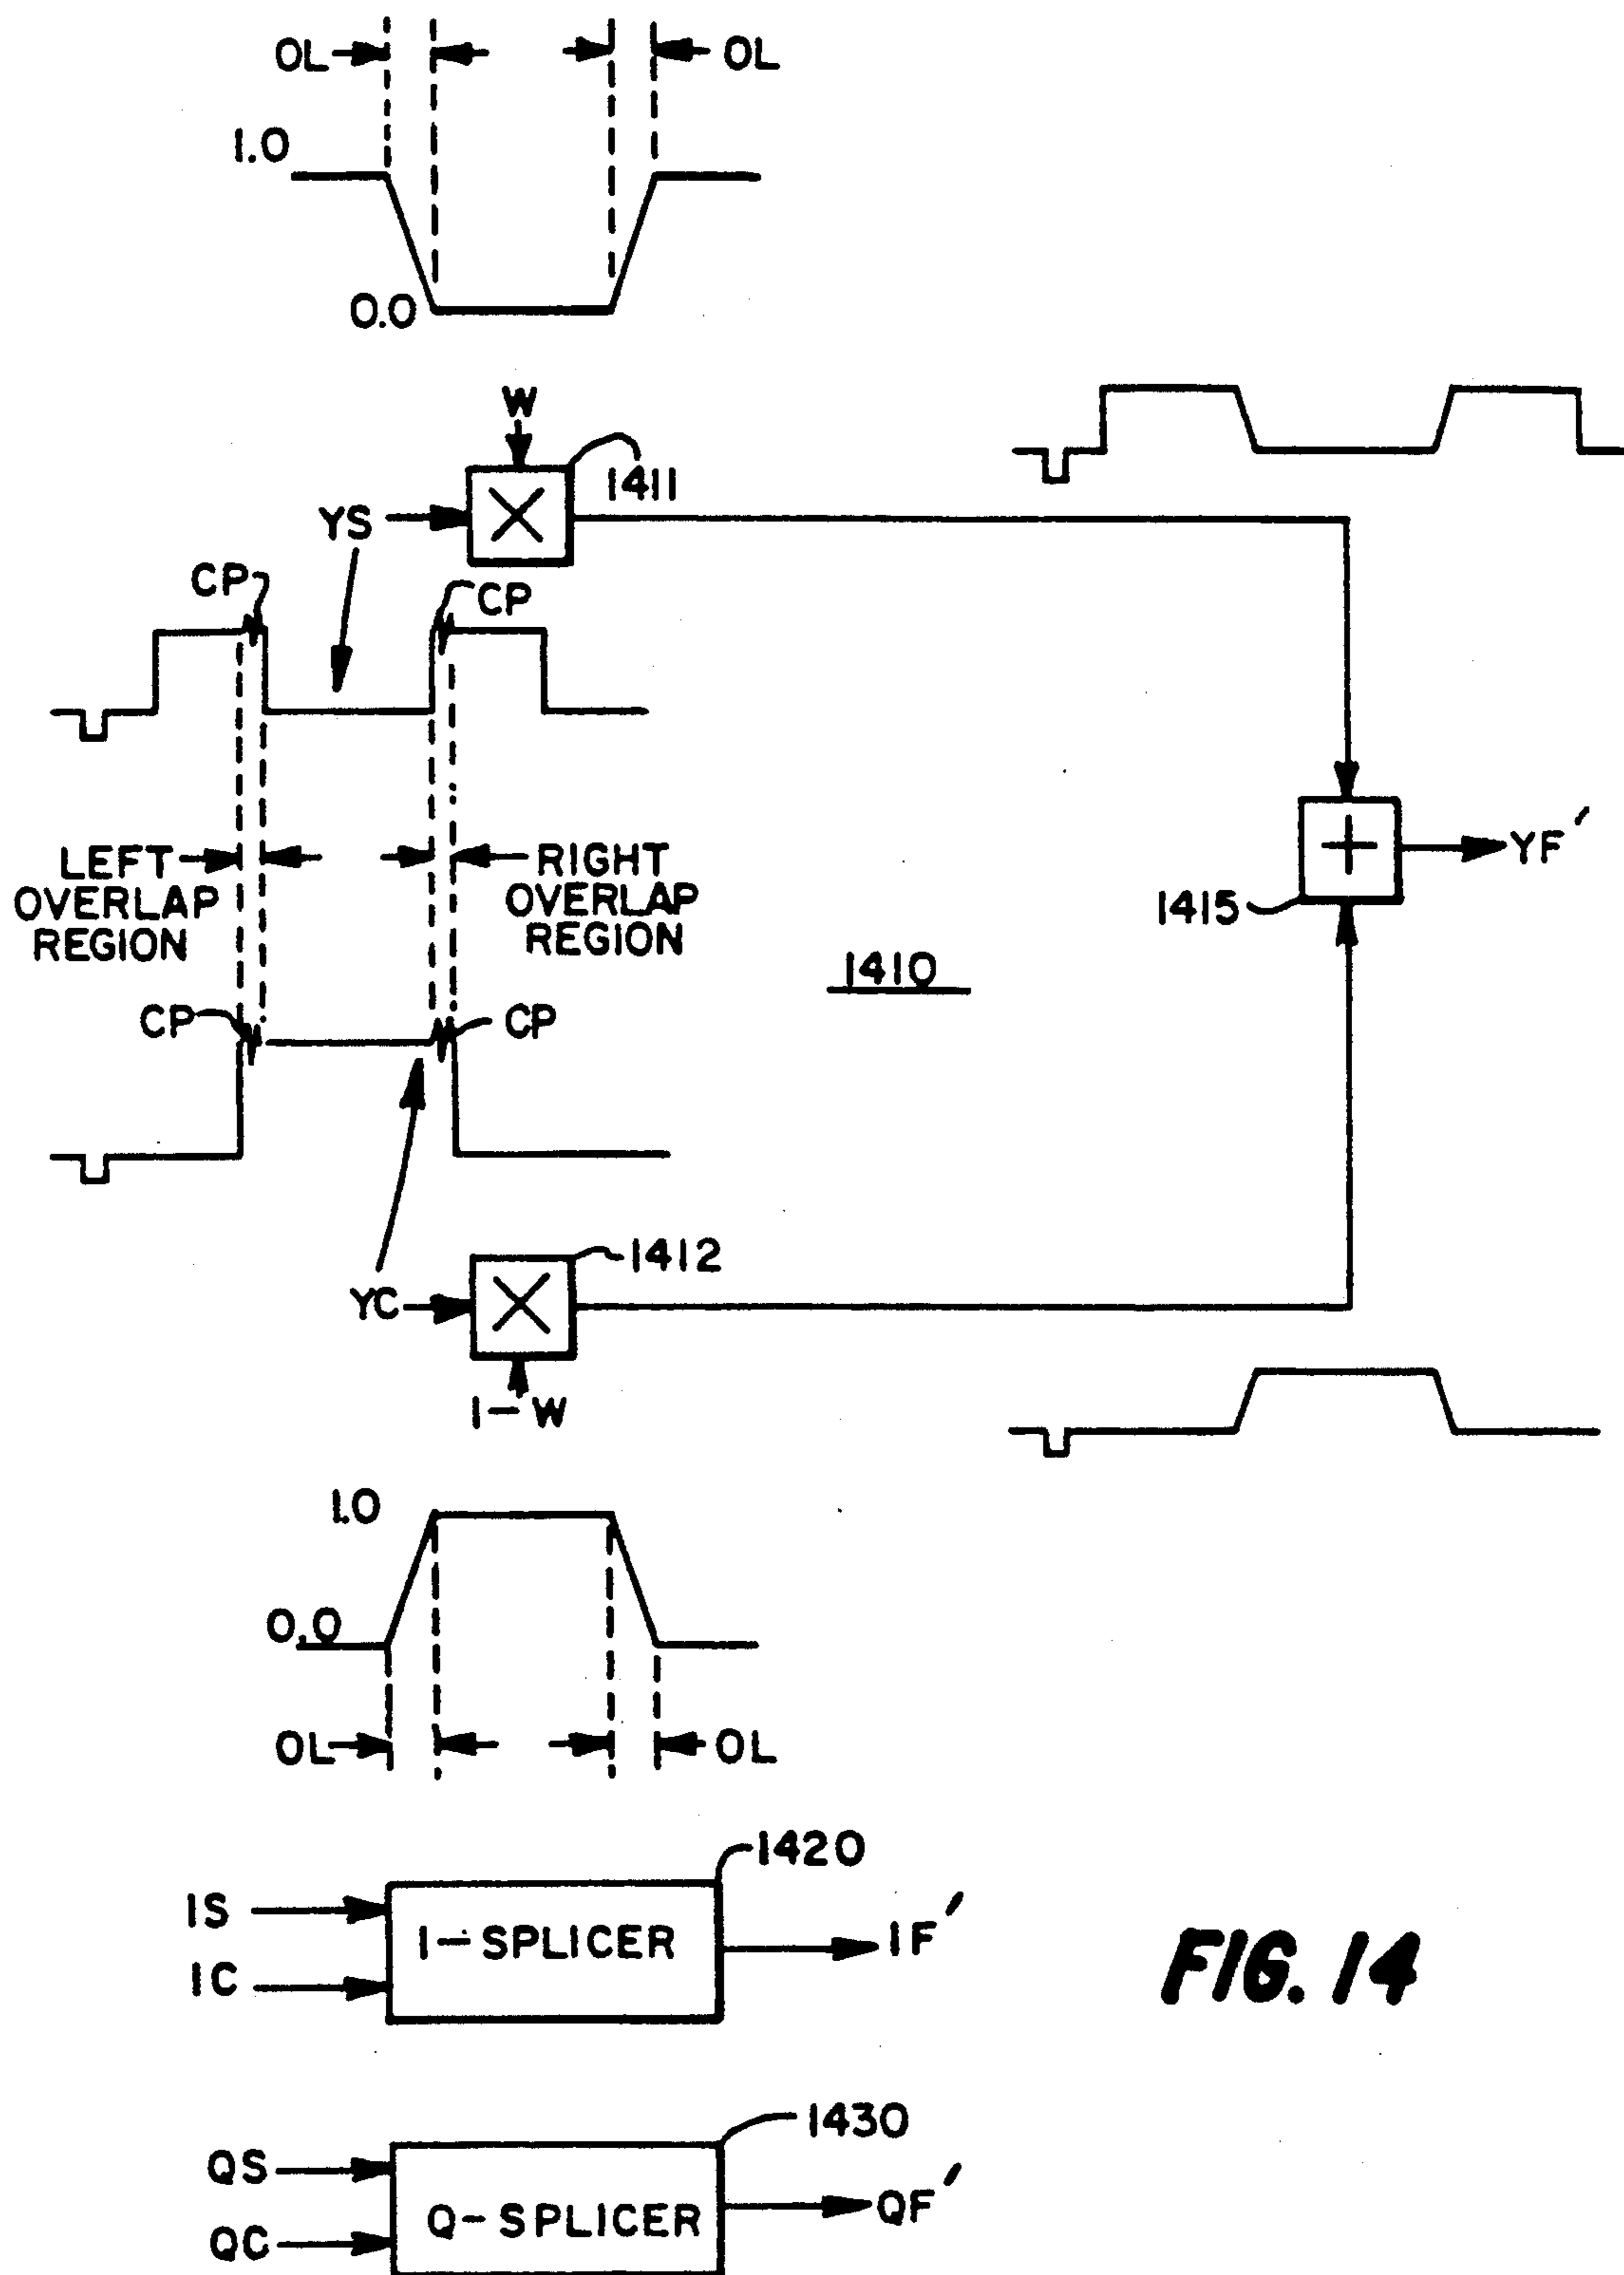 OL
OL
1.0
0.0
W
1411
YS
CP
CP
LEFT
OVERLAP
REGION
RIGHT
OVERLAP
REGION
YF'
1415
1410
CP
CP
1412
YC
1-W
1.0
0.0
OL
OL
1420
IS
I-SPLICER
IF'
IC
FIG. 14
1430
QS
Q-SPLICER
QF'
QC